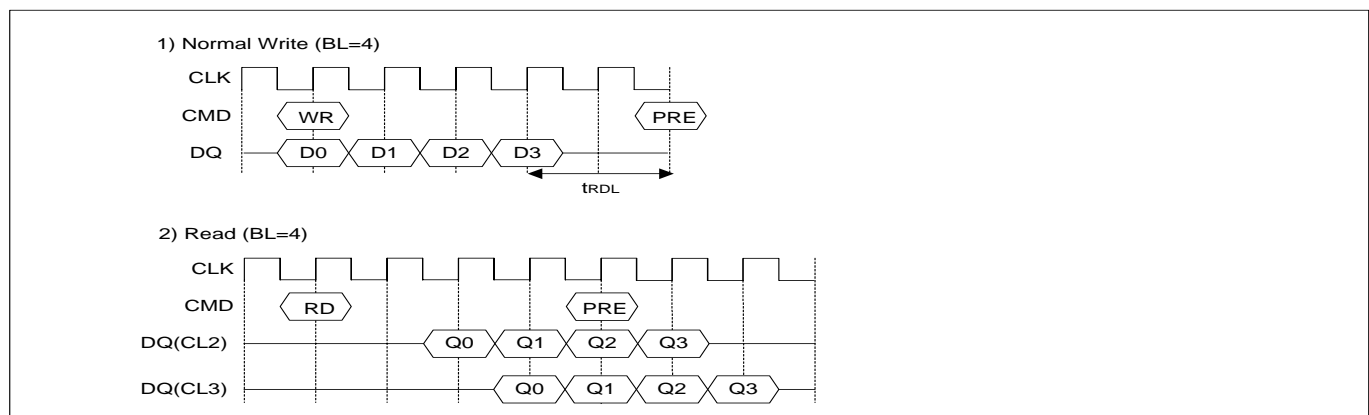 1) Normal Write (BL=4)
CLK
CMD WR PRE
DQ D0 D1 D2 D3
tRDL
2) Read (BL=4)
CLK
CMD RD PRE
DQ(CL2) Q0 Q1 Q2 Q3
DQ(CL3) Q0 Q1 Q2 Q3